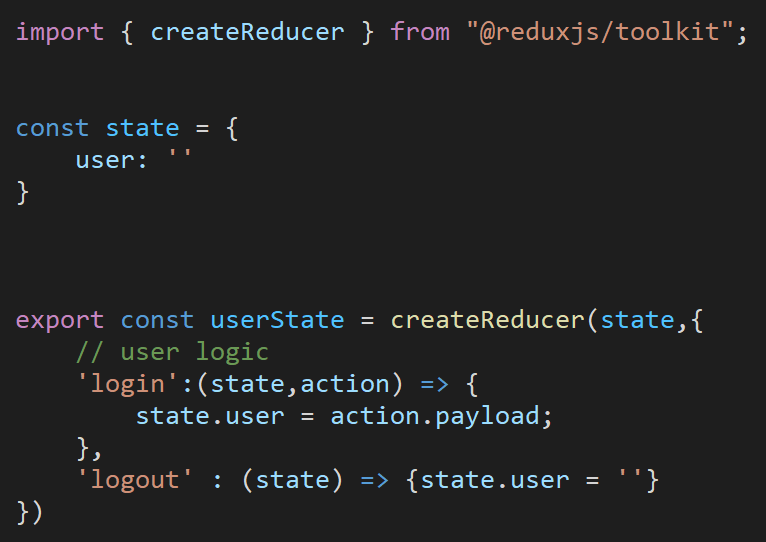 import { createReducer } from "@reduxjs/toolkit";
const state = {
    user: ''
}
export const userState = createReducer(state,{
    // user logic
    'login':(state,action) => {
        state.user = action.payload;
    },
    'logout' : (state) => {state.user = ''}
})